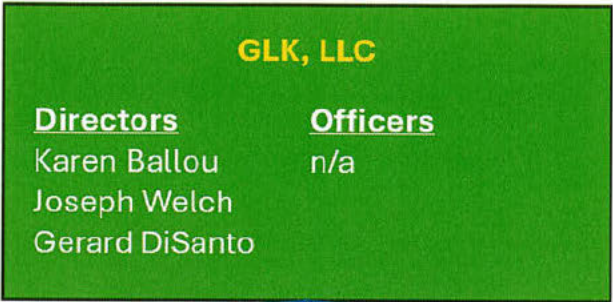 GLK, LLC
Directors Officers
Karen Ballou n/a
Joseph Welch
Gerard DiSanto